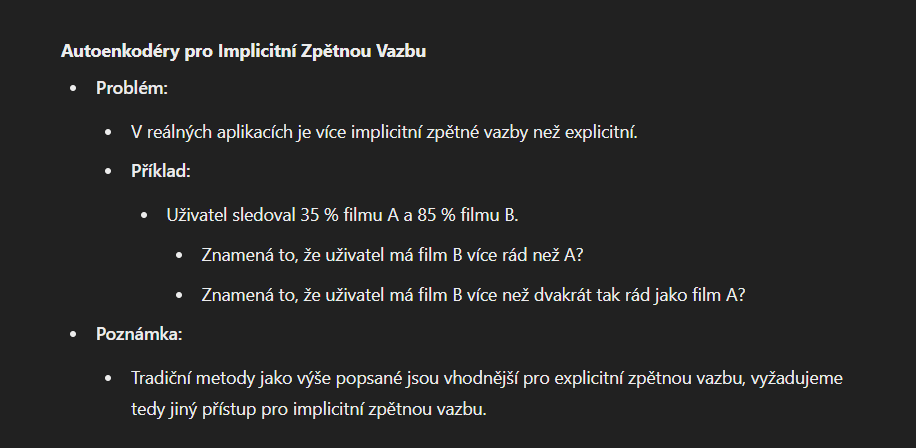 Autoenkodéry pro Implicitní Zpětnou Vazbu
Problém:
V reálných aplikacích je více implicitní zpětné vazby než explicitní.
Příklad:
Uživatel sledoval 35 % filmu A a 85 % filmu B.
Znamená to, že uživatel má film B více rád než A?
Znamená to, že uživatel má film B více než dvakrát tak rád jako film A?
Poznámka:
Tradiční metody jako výše popsané jsou vhodnější pro explicitní zpětnou vazbu, vyžadujeme
tedy jiný přístup pro implicitní zpětnou vazbu.